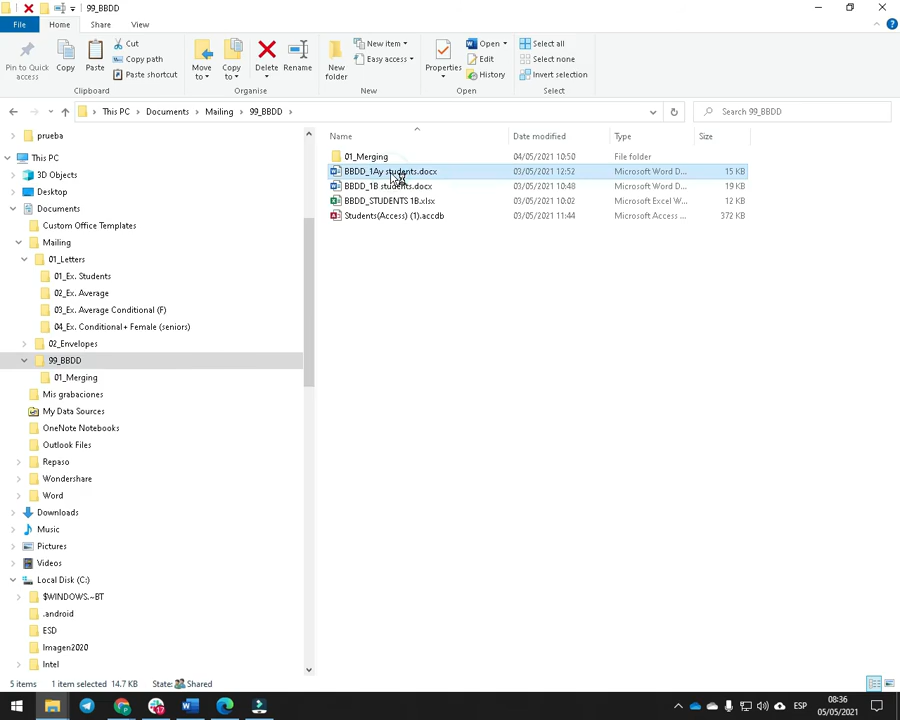 99_BBDD
File
Home
Share
View
Pin to Quick access
Copy
Paste
Cut
Copy path
Paste shortcut
Clipboard
Move to
Copy to
Delete
Rename
Organise
New folder
New item
Easy access
New
Properties
Open
Edit
History
Open
Select all
Select none
Invert selection
Select
This PC > Documents > Mailing > 99_BBDD >
Search 99_BBDD
prueba
This PC
3D Objects
Desktop
Documents
Custom Office Templates
Mailing
01_Letters
01_Ex. Students
02_Ex. Average
03_Ex. Average Conditional (F)
04_Ex. Conditional+ Female (seniors)
02_Envelopes
99_BBDD
01_Merging
Mis grabaciones
My Data Sources
OneNote Notebooks
Outlook Files
Repaso
Wondershare
Word
Downloads
Music
Pictures
Videos
Local Disk (C:)
$WINDOWS.~BT
.android
ESD
Imagen2020
Intel
Name Date modified Type Size
01_Merging 04/05/2021 10:50 File folder
BBDD_1Ay students.docx 03/05/2021 12:52 Microsoft Word D... 15 KB
BBDD_1B students.docx 03/05/2021 10:48 Microsoft Word D... 19 KB
BBDD_STUDENTS 1B.xlsx 03/05/2021 10:02 Microsoft Excel W... 12 KB
Students(Access) (1).accdb 03/05/2021 11:44 Microsoft Access ... 372 KB
5 items 1 item selected 14.7 KB State: Shared
ESP
08:36
05/05/2021